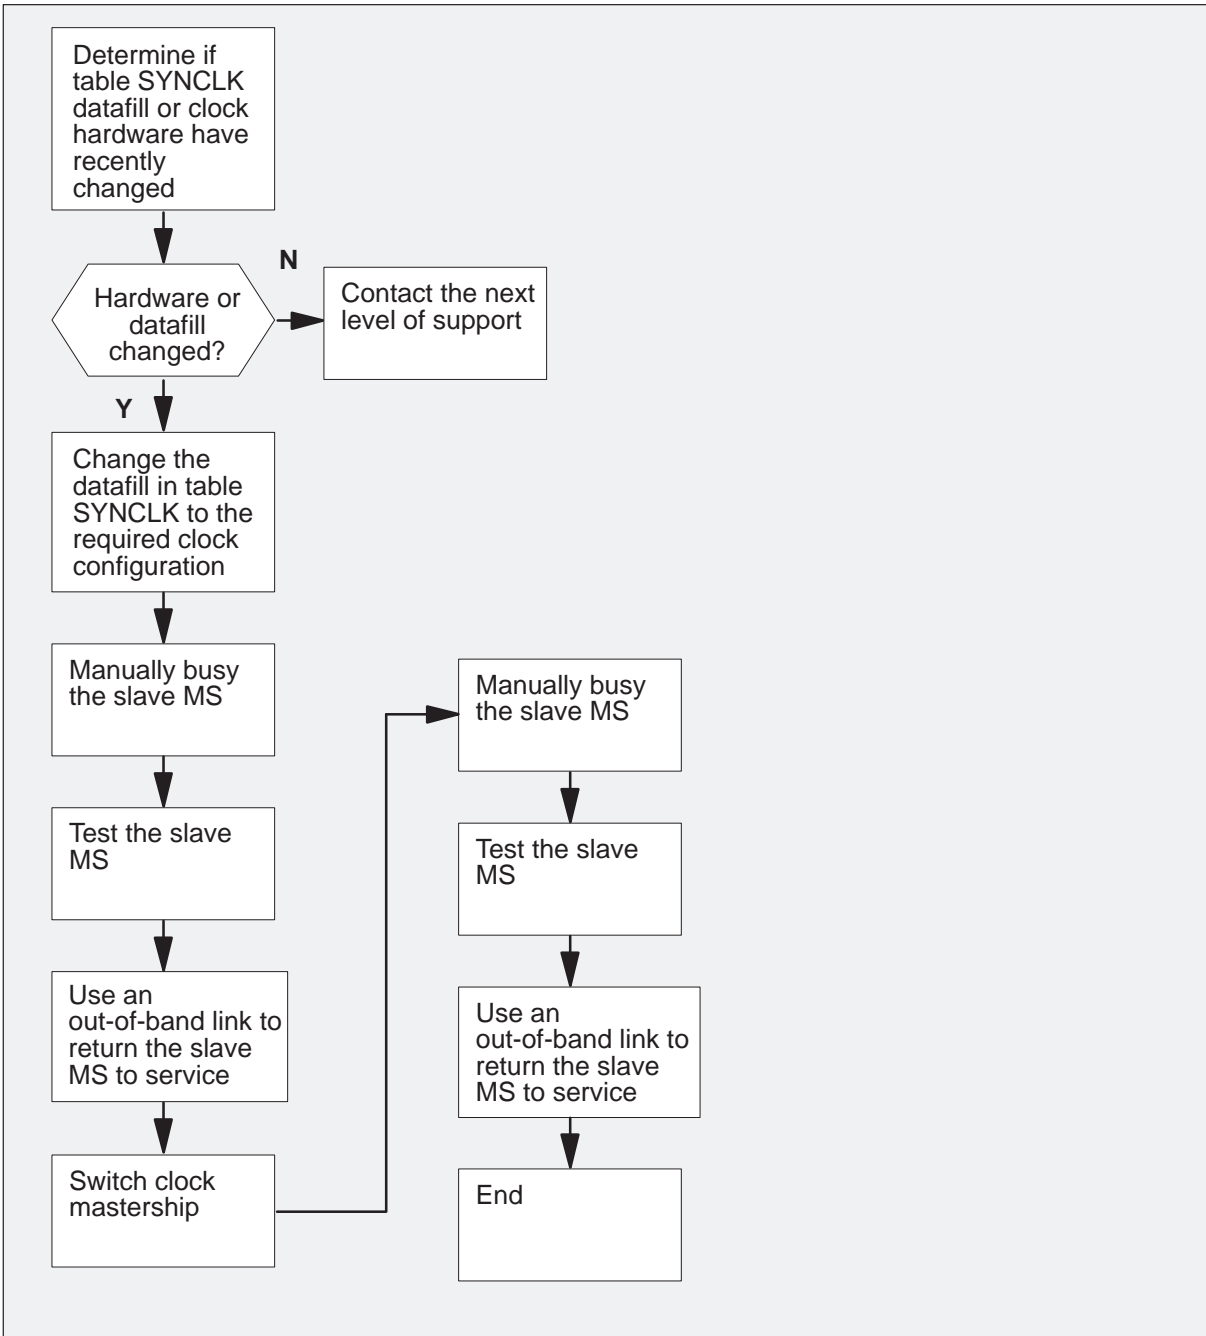 Determine if
table SYNCLK
datafill or clock
hardware have
recently
changed
Hardware or
datafill
changed?
N
Contact the next
level of support
Y
Change the
datafill in table
SYNCLK to the
required clock
configuration
Manually busy
the slave MS
Test the slave
MS
Use an
out-of-band link to
return the slave
MS to service
Switch clock
mastership
Manually busy
the slave MS
Test the slave
MS
Use an
out-of-band link to
return the slave
MS to service
End